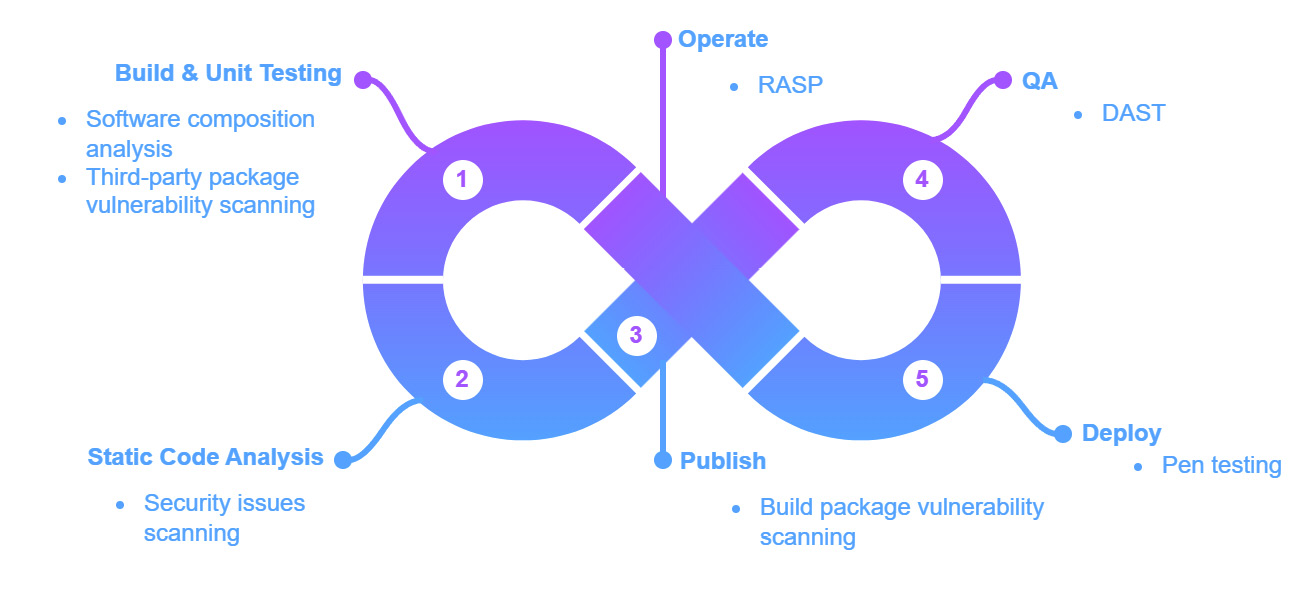 Operate
• RASP
Build & Unit Testing
• Software composition
analysis
• Third-party package
vulnerability scanning
QA
• DAST
1
4
3
2
5
Static Code Analysis
• Security issues
scanning
Publish
• Build package vulnerability
scanning
Deploy
• Pen testing